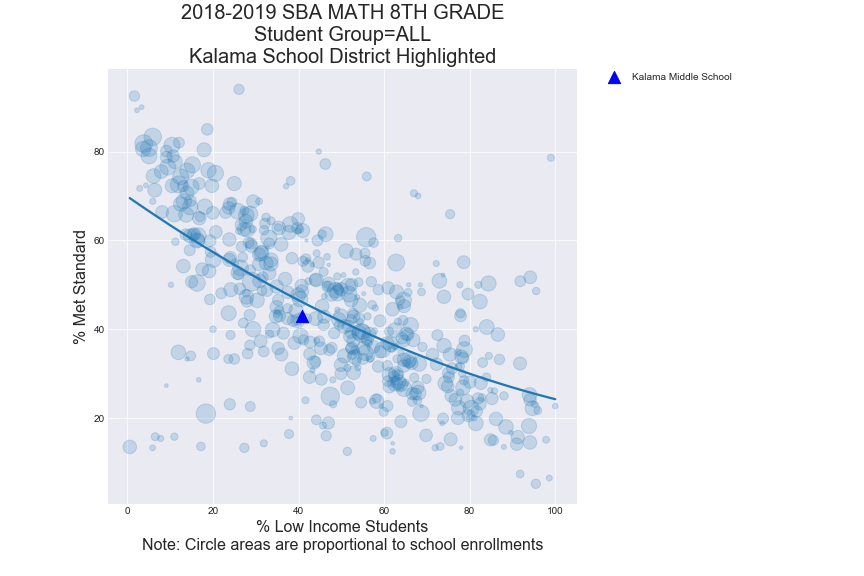 2018-2019 SBA MATH 8TH GRADE
Student Group=ALL
Kalama School District Highlighted
Kalama Middle School
% Met Standard
80
60
40
20
0 20 40 60 80 100
% Low Income Students
Note: Circle areas are proportional to school enrollments